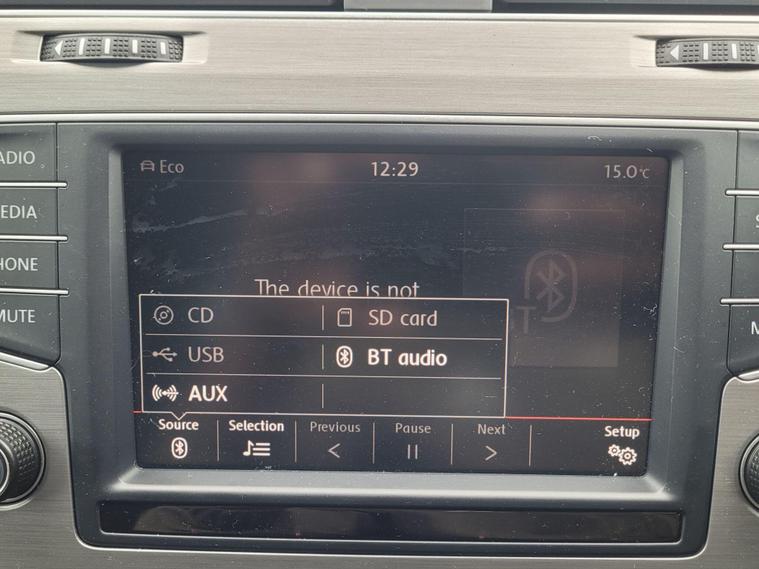 Eco 12:29 15.0°C
ADIO
EDIA
HONE
MUTE
The device is not
CD SD card
USB BT audio
AUX
Source Selection Previous Pause Next Setup